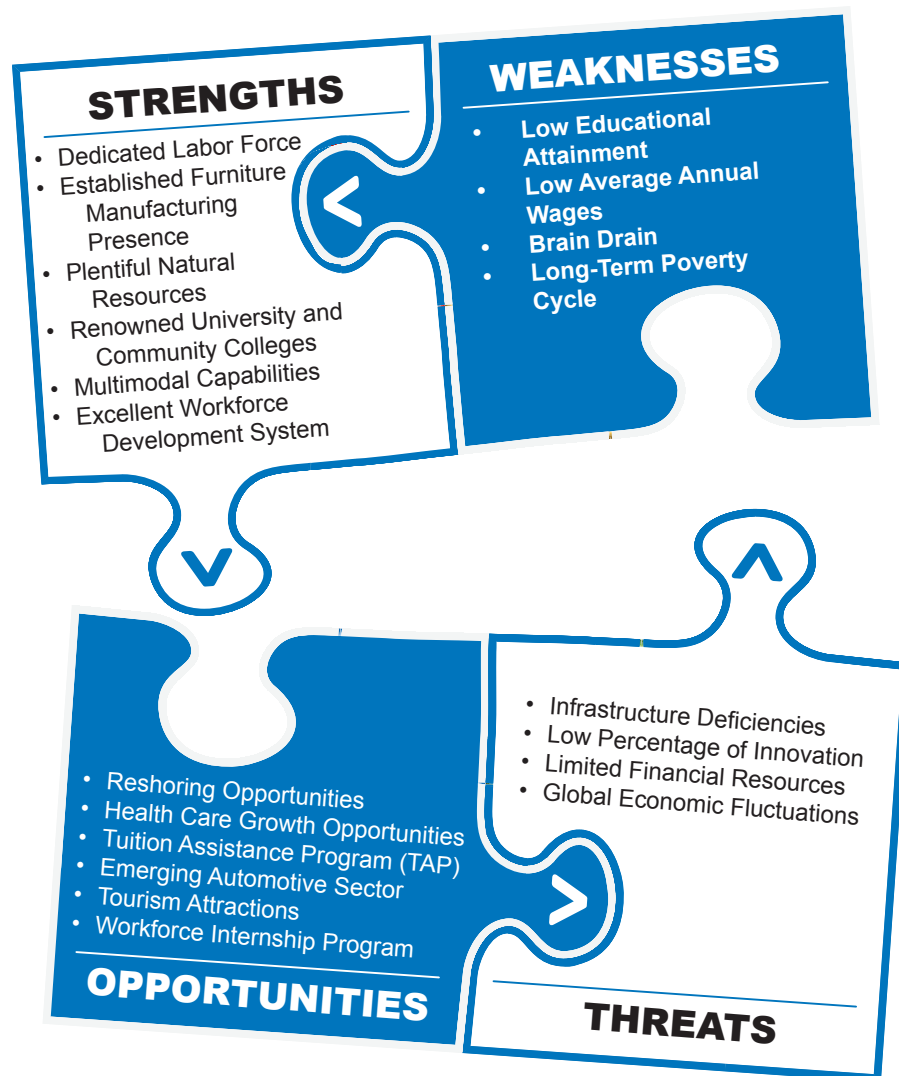 STRENGTHS
• Dedicated Labor Force
• Established Furniture
Manufacturing
Presence
• Plentiful Natural
Resources
• Renowned University and
Community Colleges
• Multimodal Capabilities
• Excellent Workforce
Development System
WEAKNESSES
• Low Educational
Attainment
• Low Average Annual
Wages
• Brain Drain
• Long-Term Poverty
Cycle
• Reshoring Opportunities
• Health Care Growth Opportunities
• Tuition Assistance Program (TAP)
• Emerging Automotive Sector
• Tourism Attractions
• Workforce Internship Program
OPPORTUNITIES
• Infrastructure Deficiencies
• Low Percentage of Innovation
• Limited Financial Resources
• Global Economic Fluctuations
THREATS